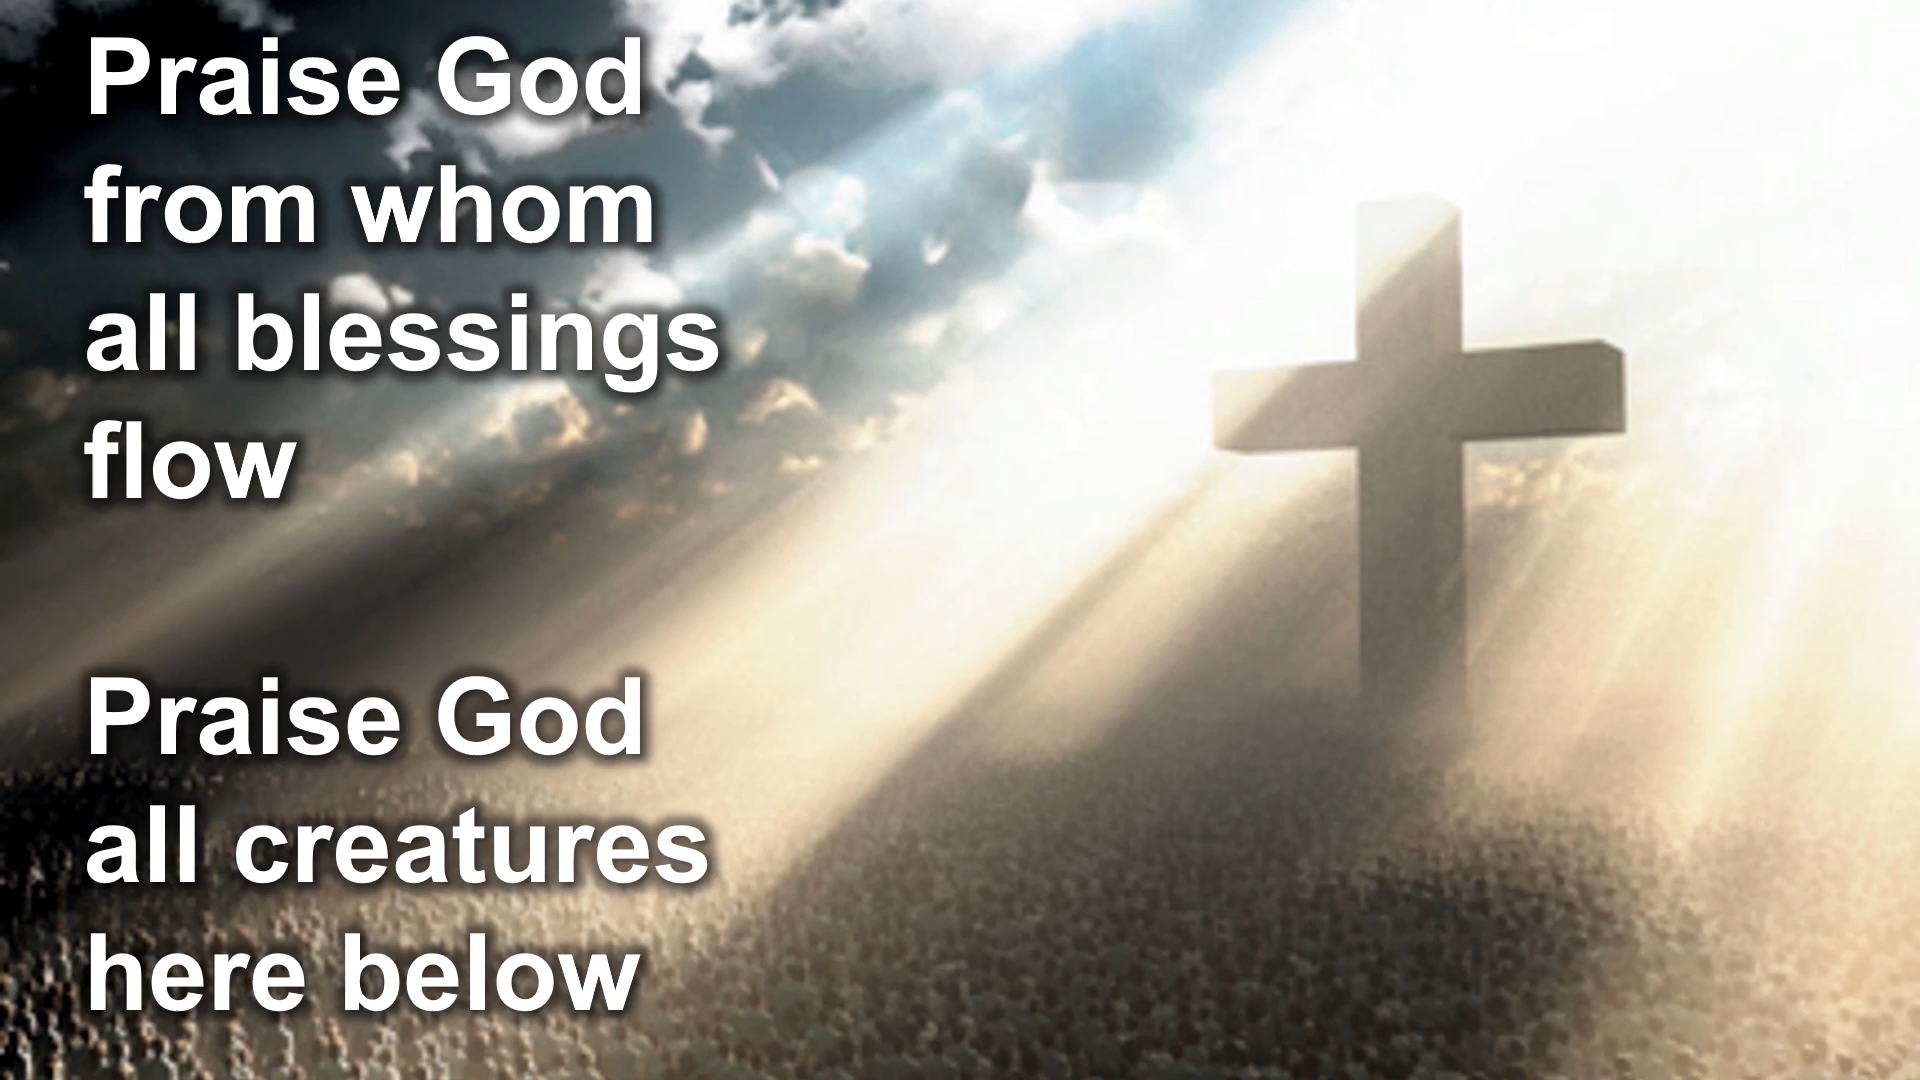 Praise God
from whom
all blessings
flow
Praise God
all creatures
here below